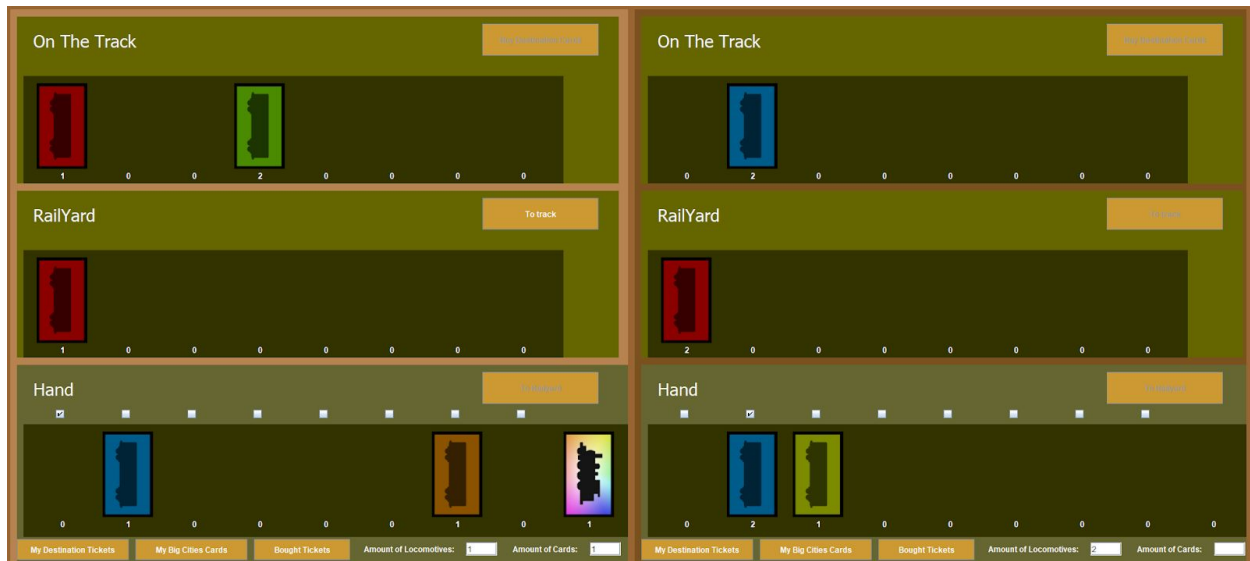 On The Track
Buy Destination Tickets
1 0 0 2 0 0 0 0
RailYard
To track
1 0 0 0 0 0 0 0
Hand
0 1 0 0 0 0 1 0 1
My Destination Tickets My Big Cities Cards Bought Tickets Amount of Locomotives: 1 Amount of Cards: 1
On The Track
0 2 0 0 0 0 0 0
RailYard
To track
2 0 0 0 0 0 0 0
Hand
0 2 1 0 0 0 0 0 0
My Destination Tickets My Big Cities Cards Bought Tickets Amount of Locomotives: 2 Amount of Cards: